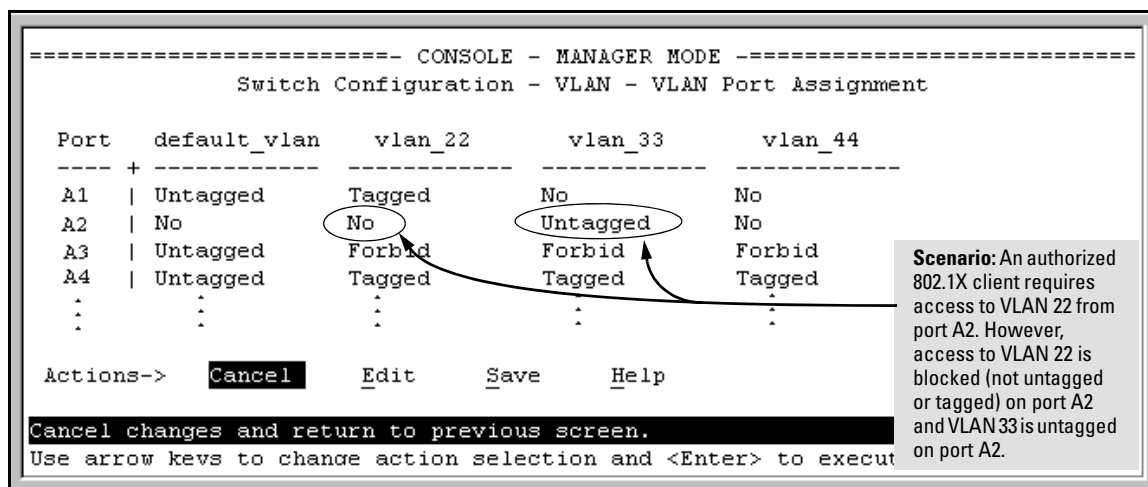 ============================- CONSOLE - MANAGER MODE -============================
Switch Configuration - VLAN - VLAN Port Assignment
Port default_vlan vlan_22 vlan_33 vlan_44
---- + ------------ ------------ ------------ ------------
A1 | Untagged Tagged No No
A2 | No No Untagged No
A3 | Untagged Forbid Forbid Forbid
A4 | Untagged Tagged Tagged Tagged
Actions-> Cancel Edit Save Help
Cancel changes and return to previous screen.
Use arrow keys to change action selection and <Enter> to execut
Scenario: An authorized
802.1X client requires
access to VLAN 22 from
port A2. However,
access to VLAN 22 is
blocked (not untagged
or tagged) on port A2
and VLAN 33 is untagged
on port A2.